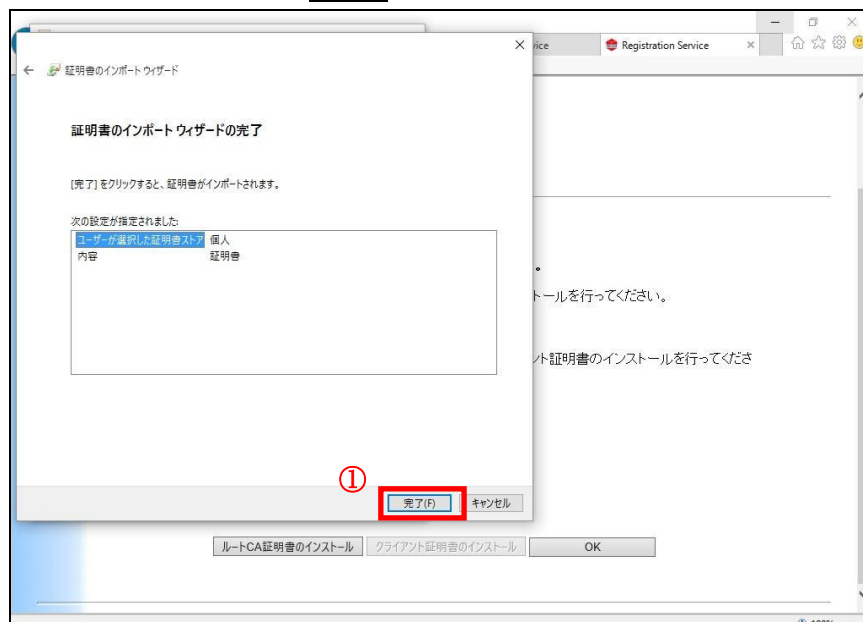 vice
Registration Service
証明書のインポート ウィザード
証明書のインポート ウィザードの完了
[完了] をクリックすると、証明書がインポートされます。
次の設定が指定されました:
ユーザーが選択した証明書ストア 個人
内容 証明書
。
トールを行ってください。
ント証明書のインストールを行ってくださ
①
完了(F) キャンセル
ルートCA証明書のインストール クライアント証明書のインストール OK